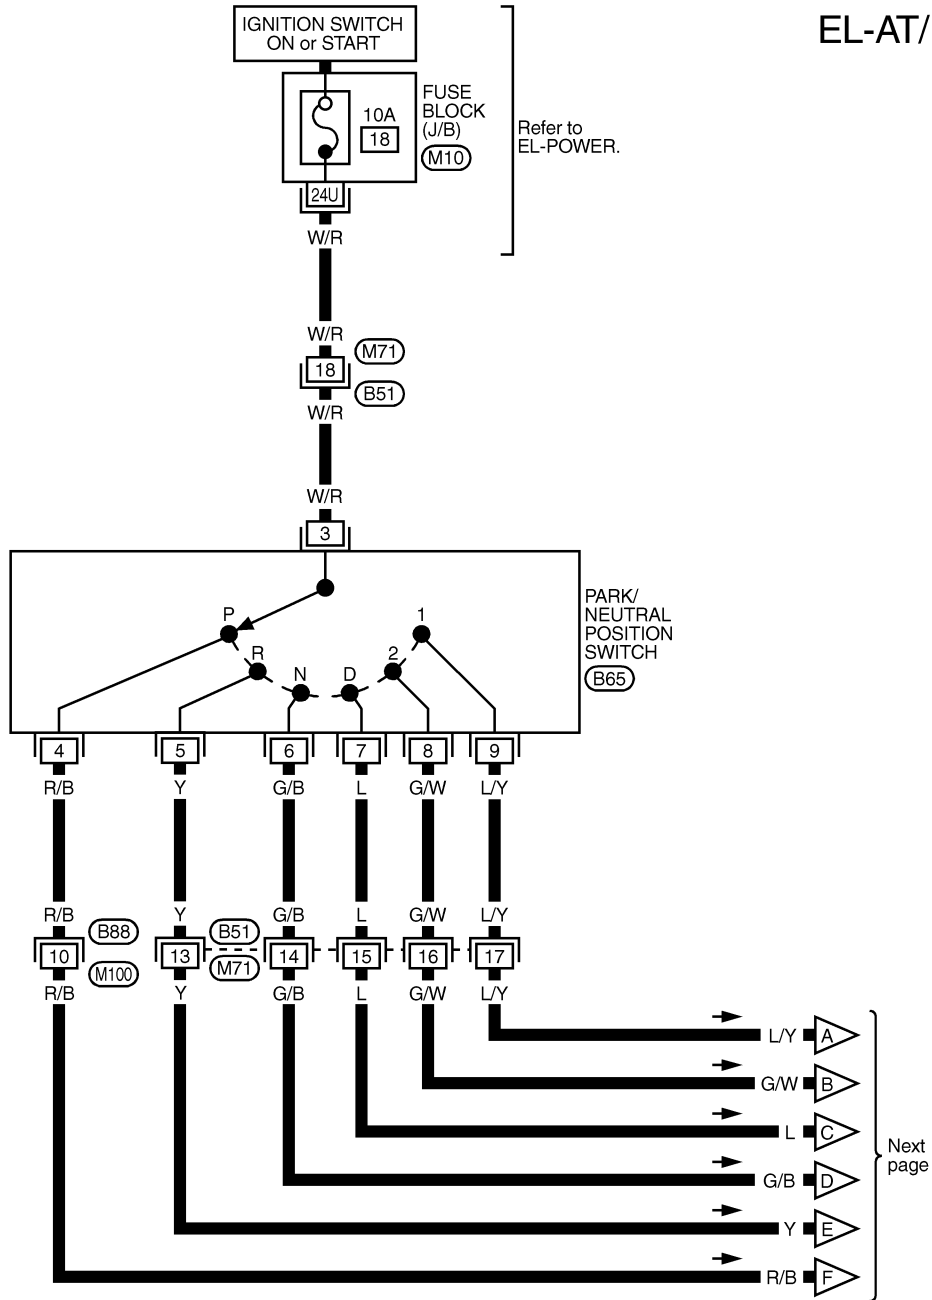 EL-AT/
IGNITION SWITCH
ON or START
FUSE
BLOCK
(J/B)
M10
10A
18
Refer to
EL-POWER.
24U
W/R
W/R
M71
18
B51
W/R
W/R
3
PARK/
NEUTRAL
POSITION
SWITCH
B65
P
R
N
D
2
1
4 5 6 7 8 9
R/B Y G/B L G/W L/Y
R/B Y G/B L G/W L/Y
B88 B51
10 13 14 15 16 17
M100 M71
R/B Y G/B L G/W L/Y
L/Y A
G/W B
L C
G/B D
Y E
R/B F
Next
page